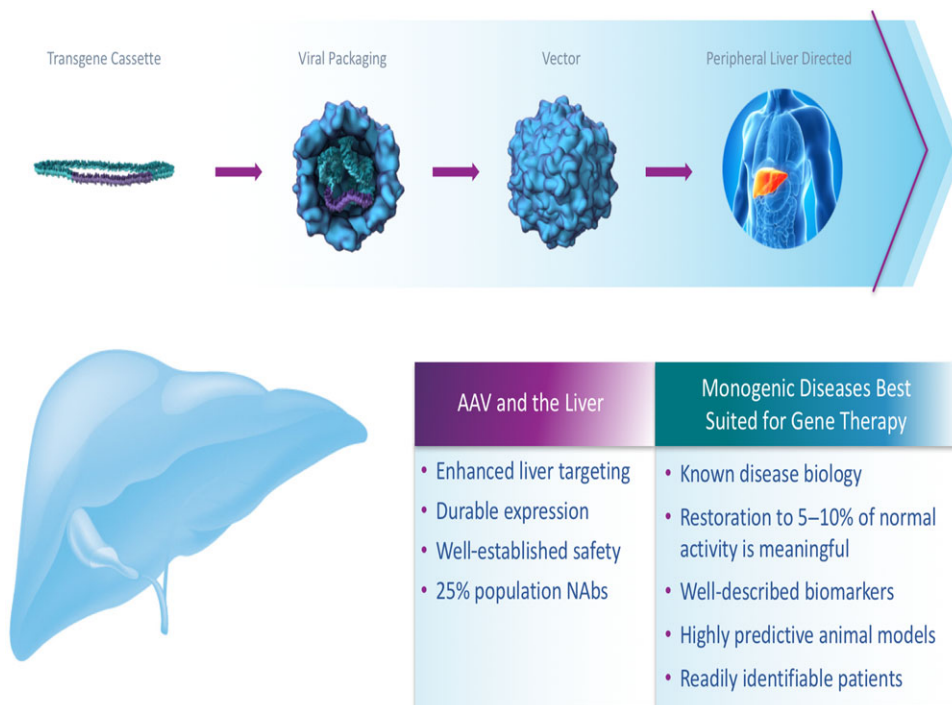 Transgene Cassette
Viral Packaging
Vector
Peripheral Liver Directed
AAV and the Liver
• Enhanced liver targeting
• Durable expression
• Well-established safety
• 25% population NAbs
Monogenic Diseases Best
Suited for Gene Therapy
• Known disease biology
• Restoration to 5–10% of normal
activity is meaningful
• Well-described biomarkers
• Highly predictive animal models
• Readily identifiable patients